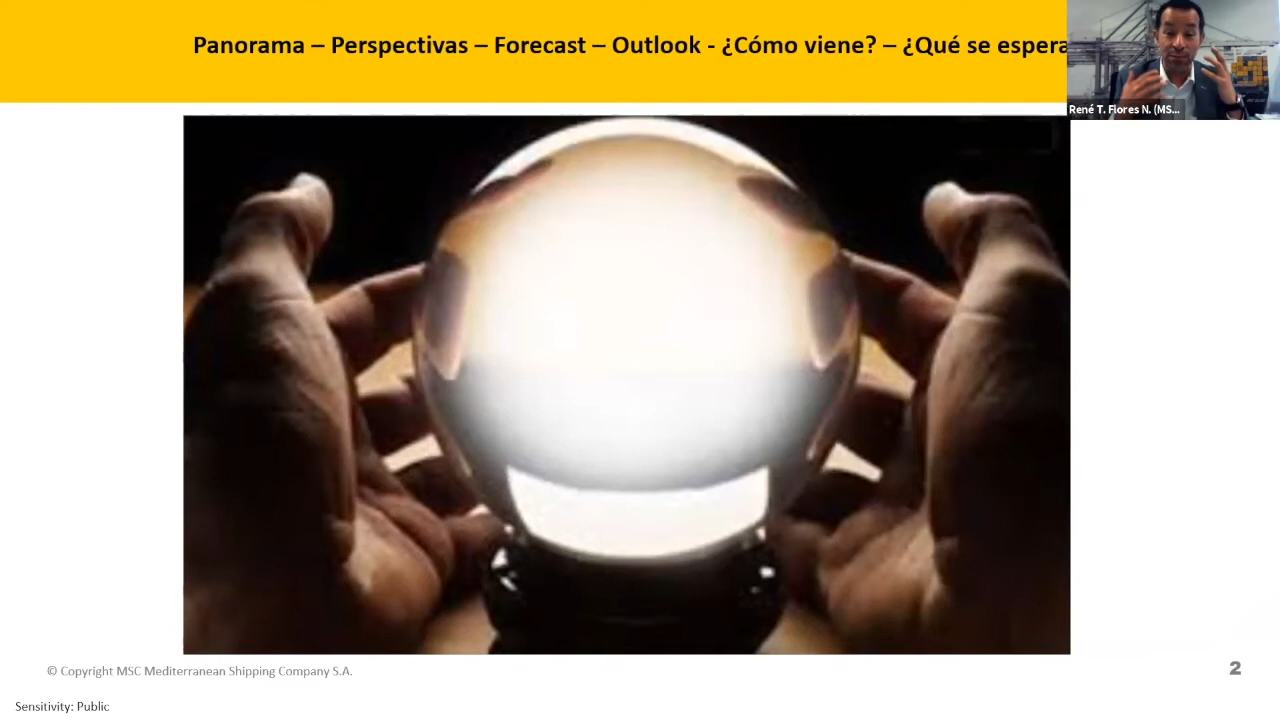 Panorama – Perspectivas – Forecast – Outlook - ¿Cómo viene? – ¿Qué se espera
René T. Flores N. (MS...
© Copyright MSC Mediterranean Shipping Company S.A.
2
Sensitivity: Public